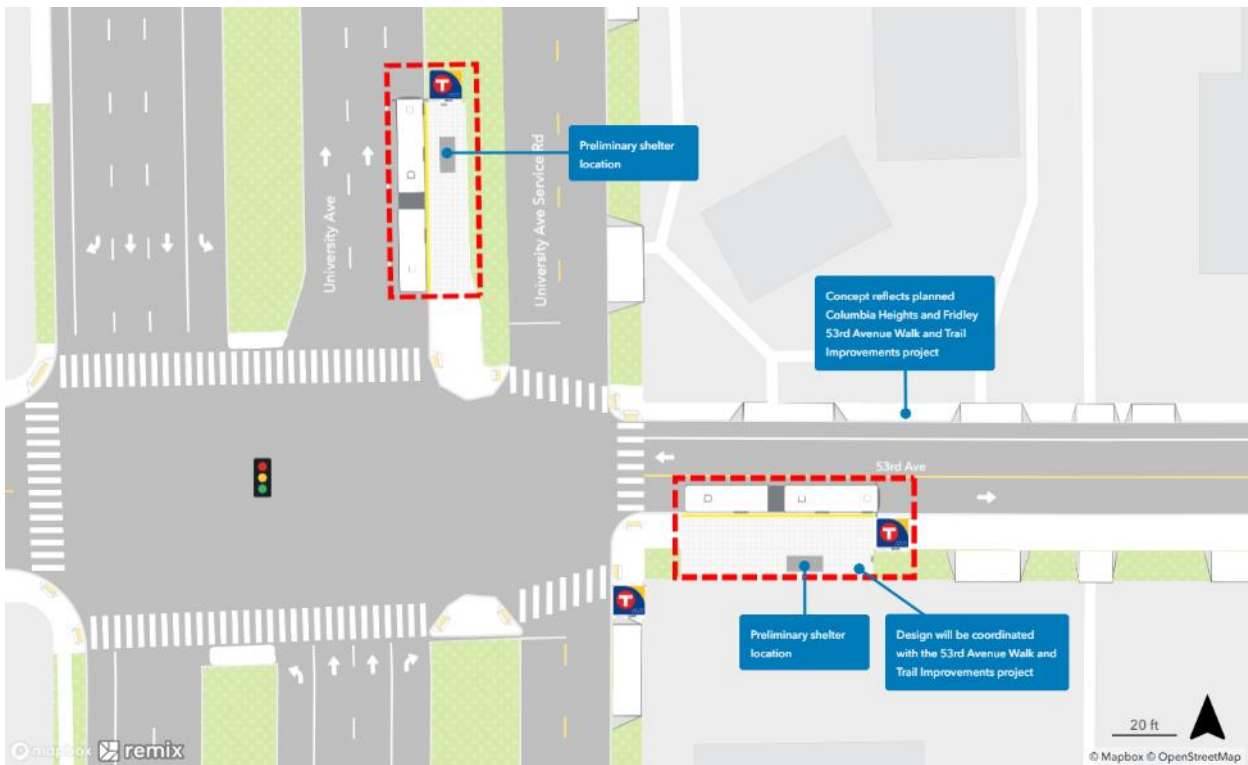 Preliminary shelter
location
University Ave
University Ave Service Rd
Concept reflects planned
Columbia Heights and Fridley
53rd Avenue Walk and Trail
Improvements project
53rd Ave
T
T
T
Preliminary shelter
location
Design will be coordinated
with the 53rd Avenue Walk and
Trail Improvements project
20 ft
mapbox remix
© Mapbox © OpenStreetMap